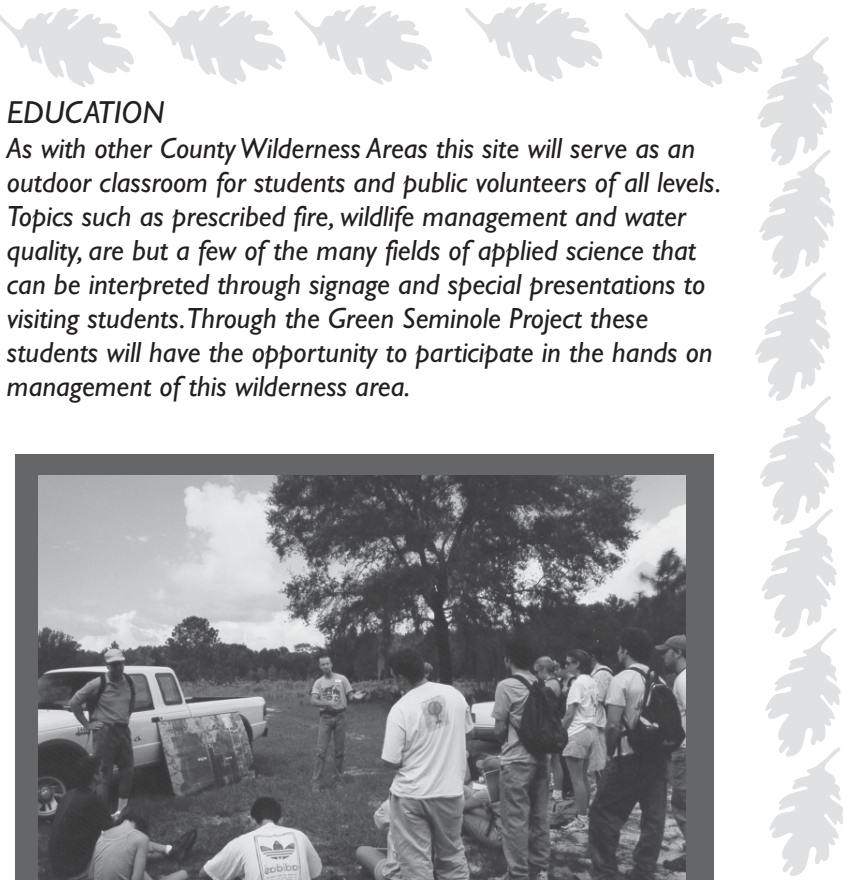 EDUCATION
As with other County Wilderness Areas this site will serve as an
outdoor classroom for students and public volunteers of all levels.
Topics such as prescribed fire, wildlife management and water
quality, are but a few of the many fields of applied science that
can be interpreted through signage and special presentations to
visiting students. Through the Green Seminole Project these
students will have the opportunity to participate in the hands on
management of this wilderness area.
adidas